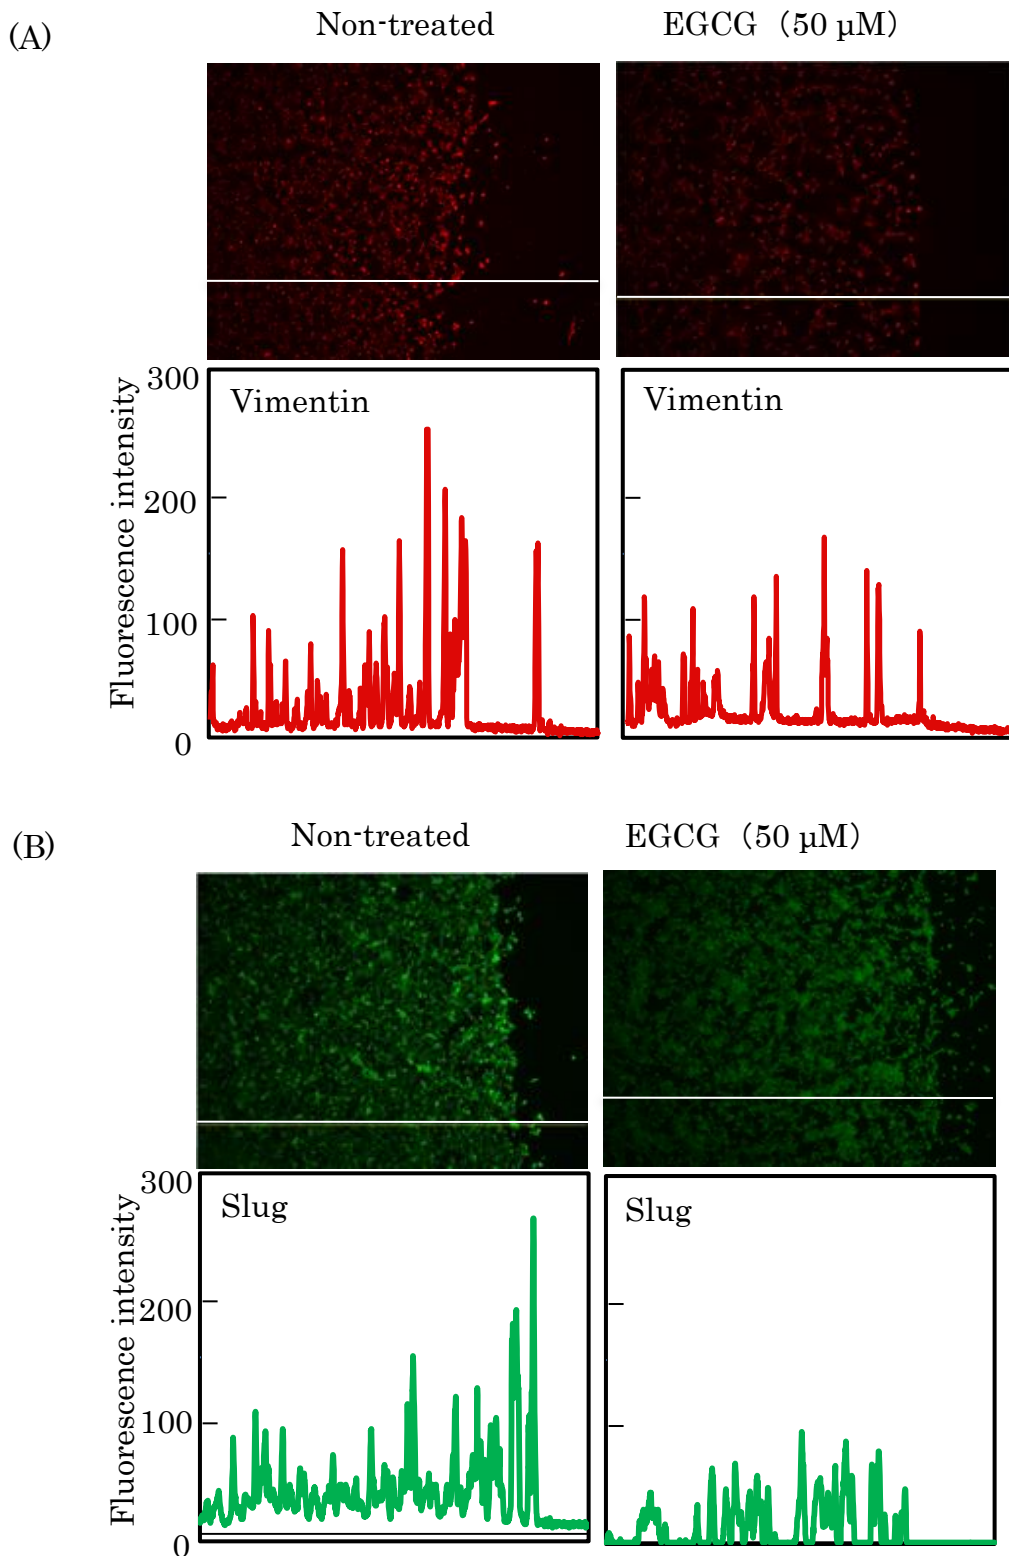 (A)
Non-treated
EGCG（50 µM）
300
200
100
0
Fluorescence intensity
Vimentin
Vimentin
(B)
Non-treated
EGCG（50 µM）
300
200
100
0
Fluorescence intensity
Slug
Slug